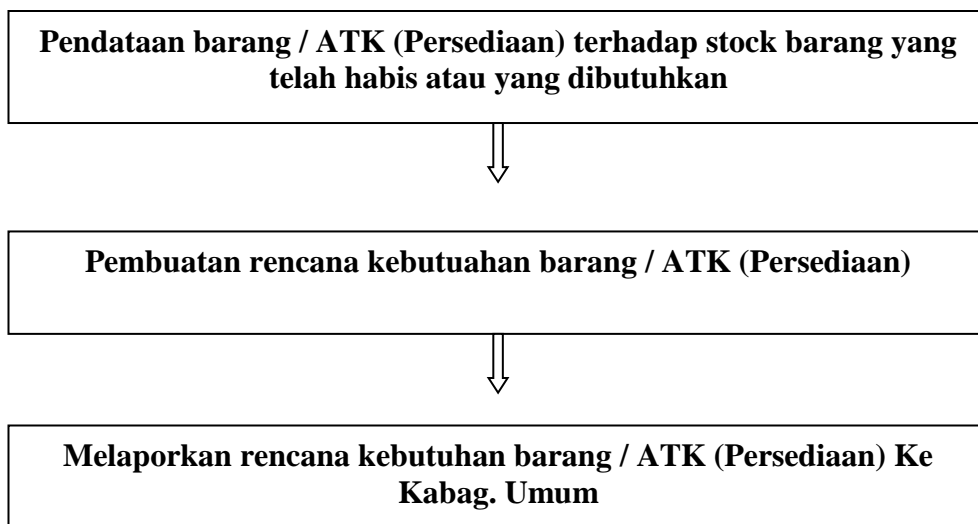 Pendataan barang / ATK (Persediaan) terhadap stock barang yang
telah habis atau yang dibutuhkan
Pembuatan rencana kebutuahan barang / ATK (Persediaan)
Melaporkan rencana kebutuhan barang / ATK (Persediaan) Ke
Kabag. Umum